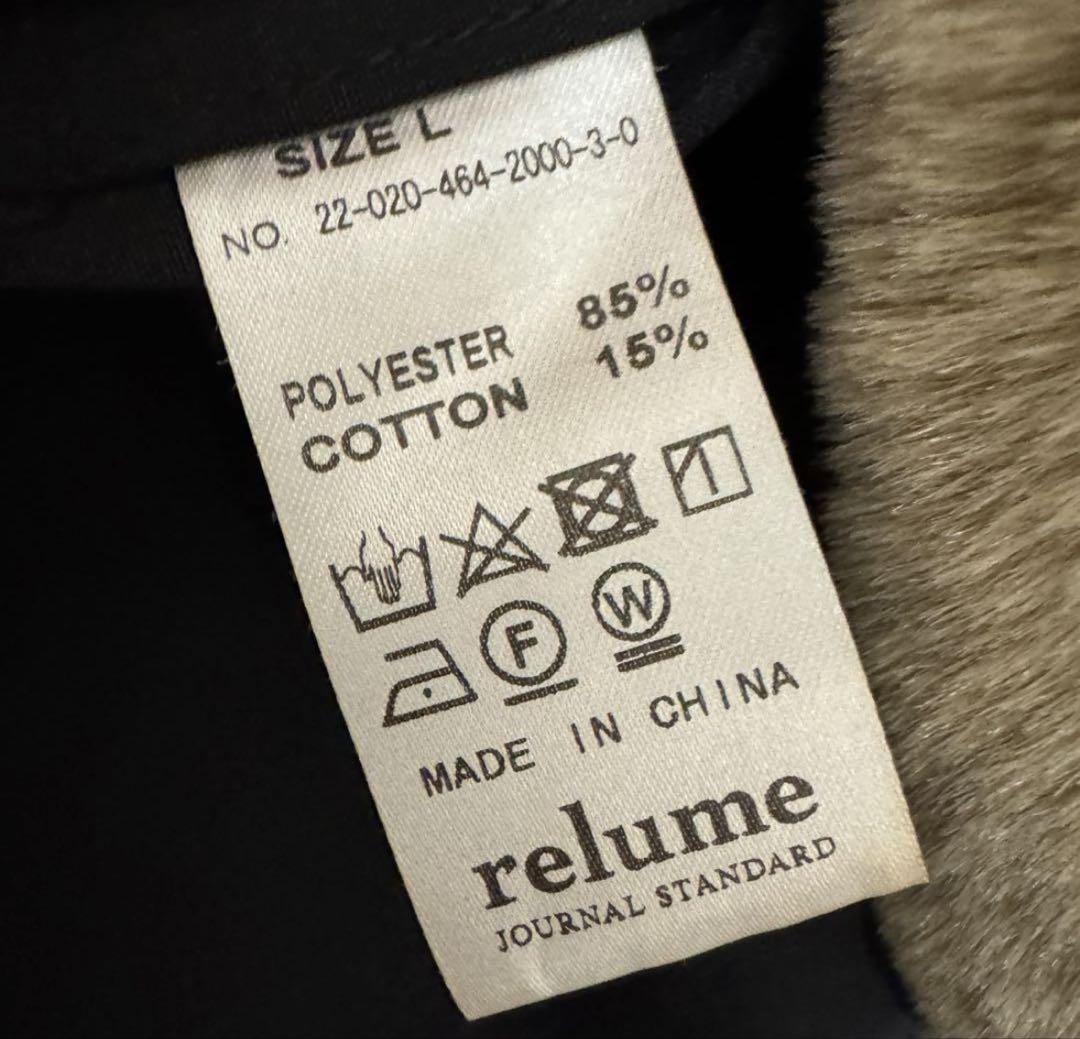 SIZE L
NO. 22-020-464-2000-3-0
POLYESTER 85%
COTTON 15%
F W
MADE IN CHINA
relume
JOURNAL STANDARD